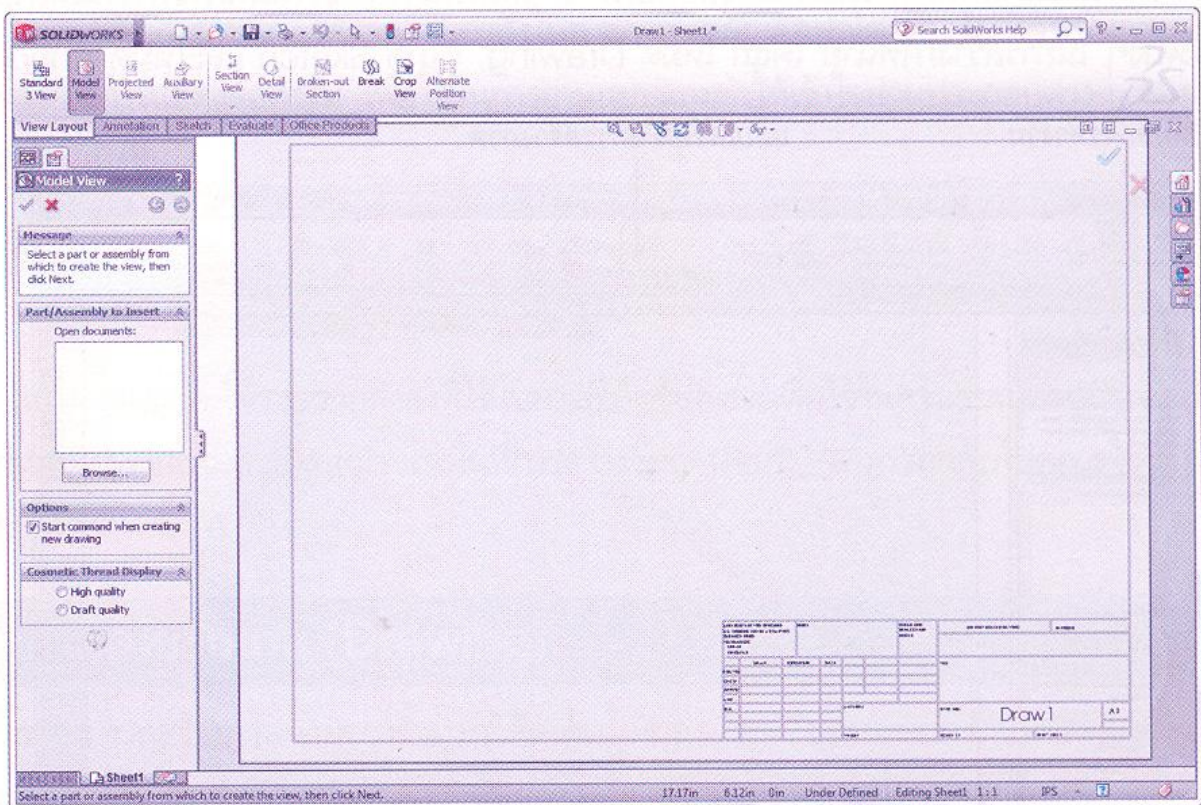 SOLIDWORKS
Draw1 - Sheet1 *
Search SolidWorks Help
Standard 3 View
Model View
Projected View
Auxiliary View
Section View
Detail View
Broken-out Section
Break
Crop View
Alternate Position View
View Layout
Annotation
Sketch
Evaluate
Office Products
Model View
?
Message
Select a part or assembly from
which to create the view, then
click Next.
Part/Assembly to Insert
Open documents:
Browse...
Options
Start command when creating
new drawing
Cosmetic Thread Display
High quality
Draft quality
Draw1
Sheet1
Select a part or assembly from which to create the view, then click Next.
17.17in 6.12in 0in Under Defined Editing Sheet1 1:1 IPS